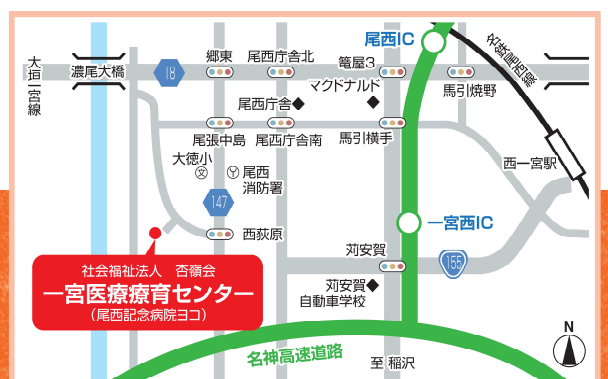 尾西IC
名鉄尾西線
大垣一宮線
濃尾大橋
18
郷東
尾西庁舎北
篭屋3
馬引焼野
マクドナルド
尾西庁舎
尾張中島
尾西庁舎南
馬引横手
大徳小
文
Y
尾西
消防署
西一宮駅
147
西荻原
一宮西IC
苅安賀
155
社会福祉法人 杏嶺会
一宮医療療育センター
(尾西記念病院ヨコ)
苅安賀
自動車学校
名神高速道路
至 稲沢
N